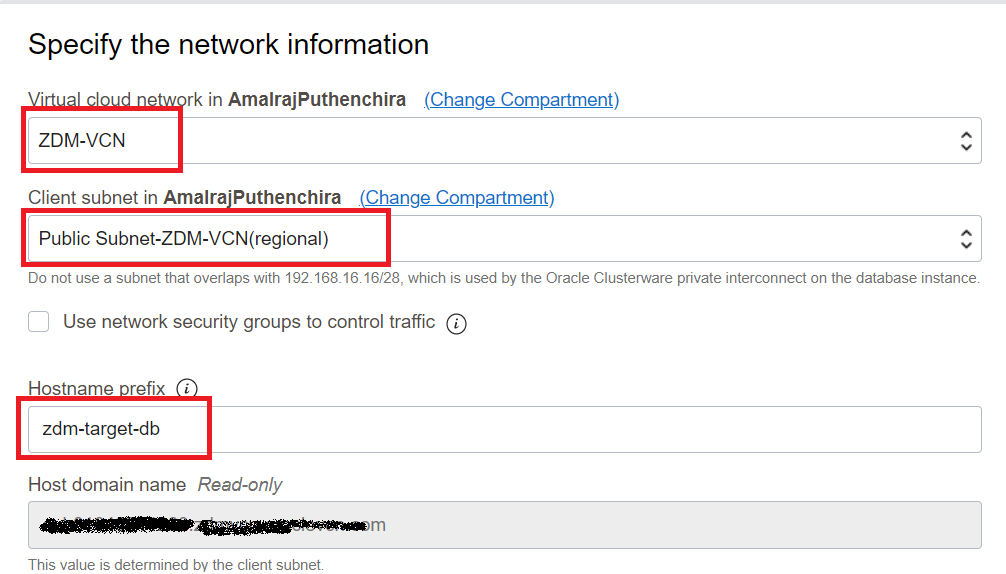 Specify the network information
Virtual cloud network in AmalrajPuthenchira (Change Compartment)
ZDM-VCN
Client subnet in AmalrajPuthenchira (Change Compartment)
Public Subnet-ZDM-VCN(regional)
Do not use a subnet that overlaps with 192.168.16.16/28, which is used by the Oracle Clusterware private interconnect on the database instance.
Use network security groups to control traffic
Hostname prefix
zdm-target-db
Host domain name Read-only
This value is determined by the client subnet.